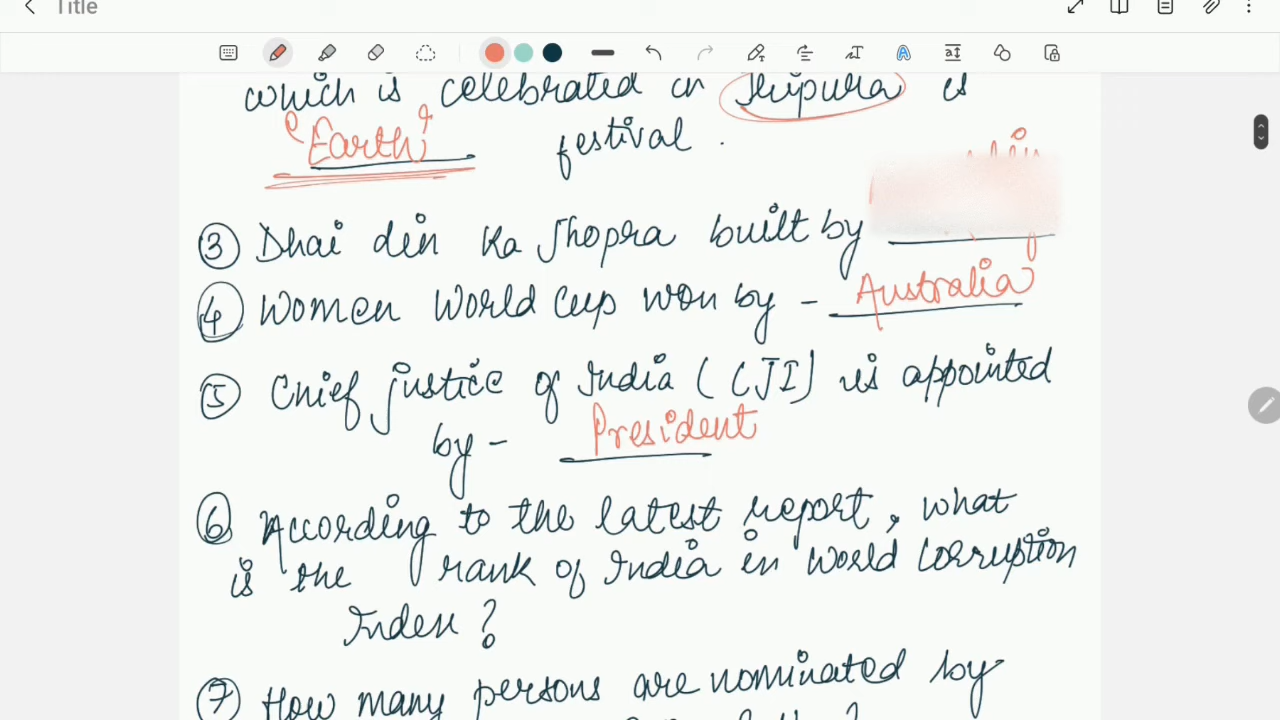 Title
which is celebrated in Tripura is
"Earth" festival.
③ Dhai din Ka Jhopra built by
④ Women World Cup won by - Australia
⑤ Chief justice of India (CJI) is appointed
by - President
⑥ According to the latest report, what
is the rank of India in World Corruption
Index?
⑦ How many persons are nominated by